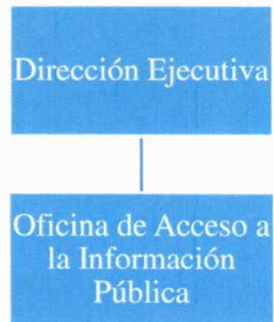 Dirección Ejecutiva
Oficina de Acceso a
la Información
Pública